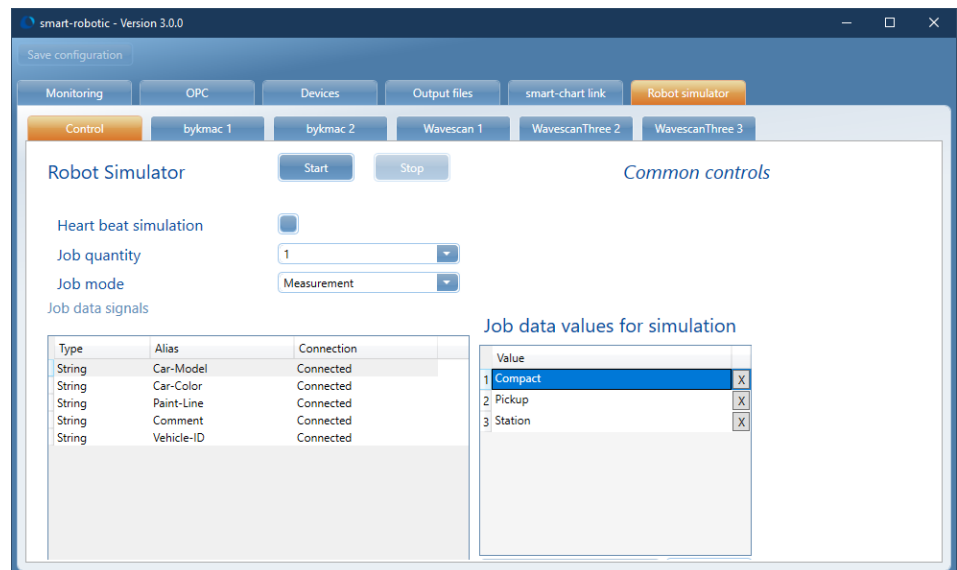 smart-robotic - Version 3.0.0
Save configuration
Monitoring OPC Devices Output files smart-chart link Robot simulator
Control bykmac 1 bykmac 2 Wavescan 1 WavescanThree 2 WavescanThree 3
Robot Simulator Start Stop Common controls
Heart beat simulation
Job quantity 1
Job mode Measurement
Job data signals
Type Alias Connection
String Car-Model Connected
String Car-Color Connected
String Paint-Line Connected
String Comment Connected
String Vehicle-ID Connected
Job data values for simulation
Value
1 Compact X
2 Pickup X
3 Station X